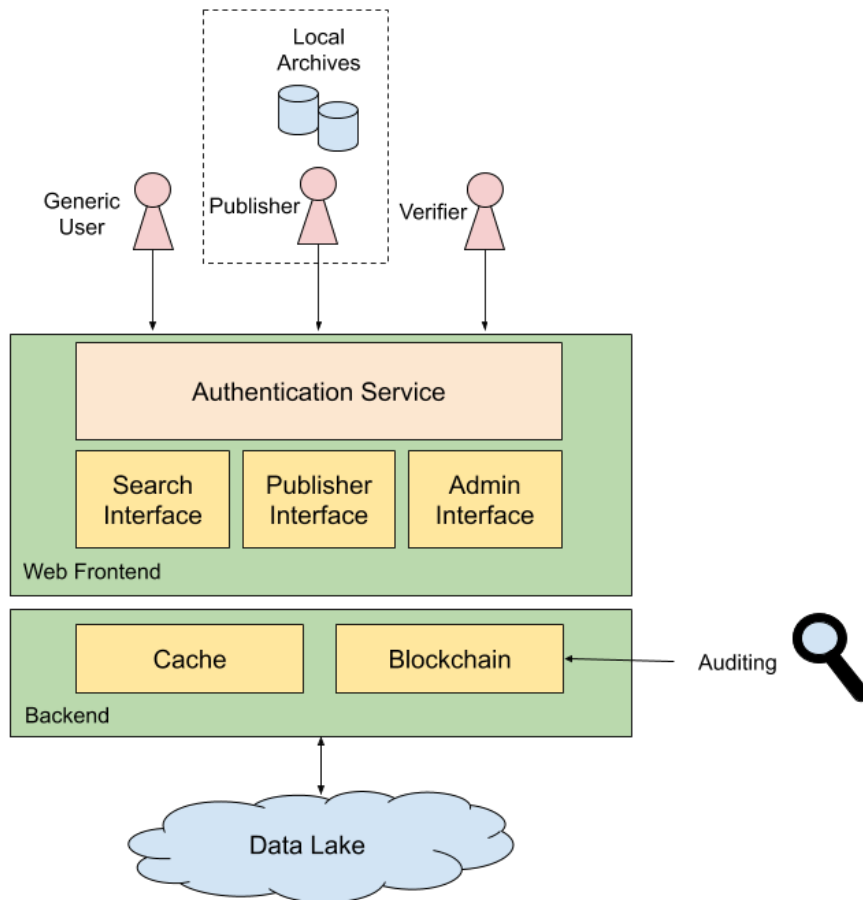 Local
Archives
Generic
User
Publisher
Verifier
Authentication Service
Search
Interface
Publisher
Interface
Admin
Interface
Web Frontend
Cache
Blockchain
Auditing
Backend
Data Lake